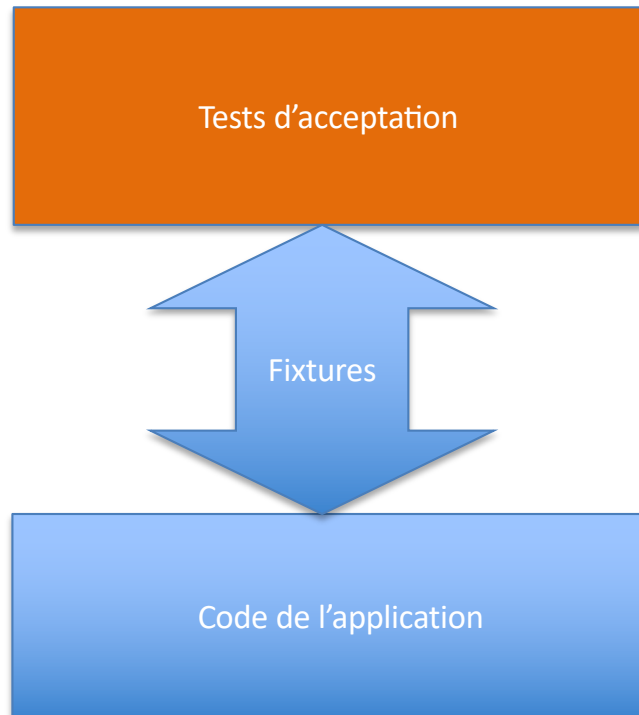 Tests d’acceptation
Fixtures
Code de l’application